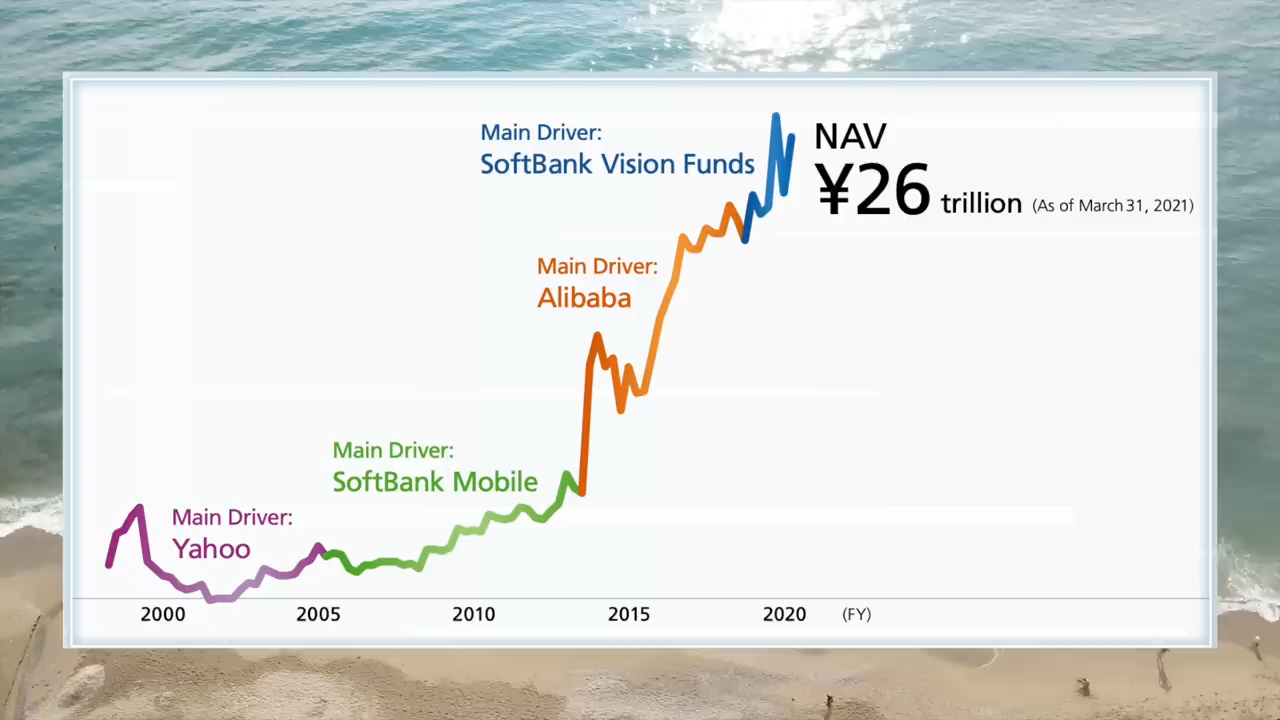 Main Driver:
SoftBank Vision Funds
NAV
¥26 trillion (As of March 31, 2021)
Main Driver:
Alibaba
Main Driver:
SoftBank Mobile
Main Driver:
Yahoo
2000 2005 2010 2015 2020 (FY)